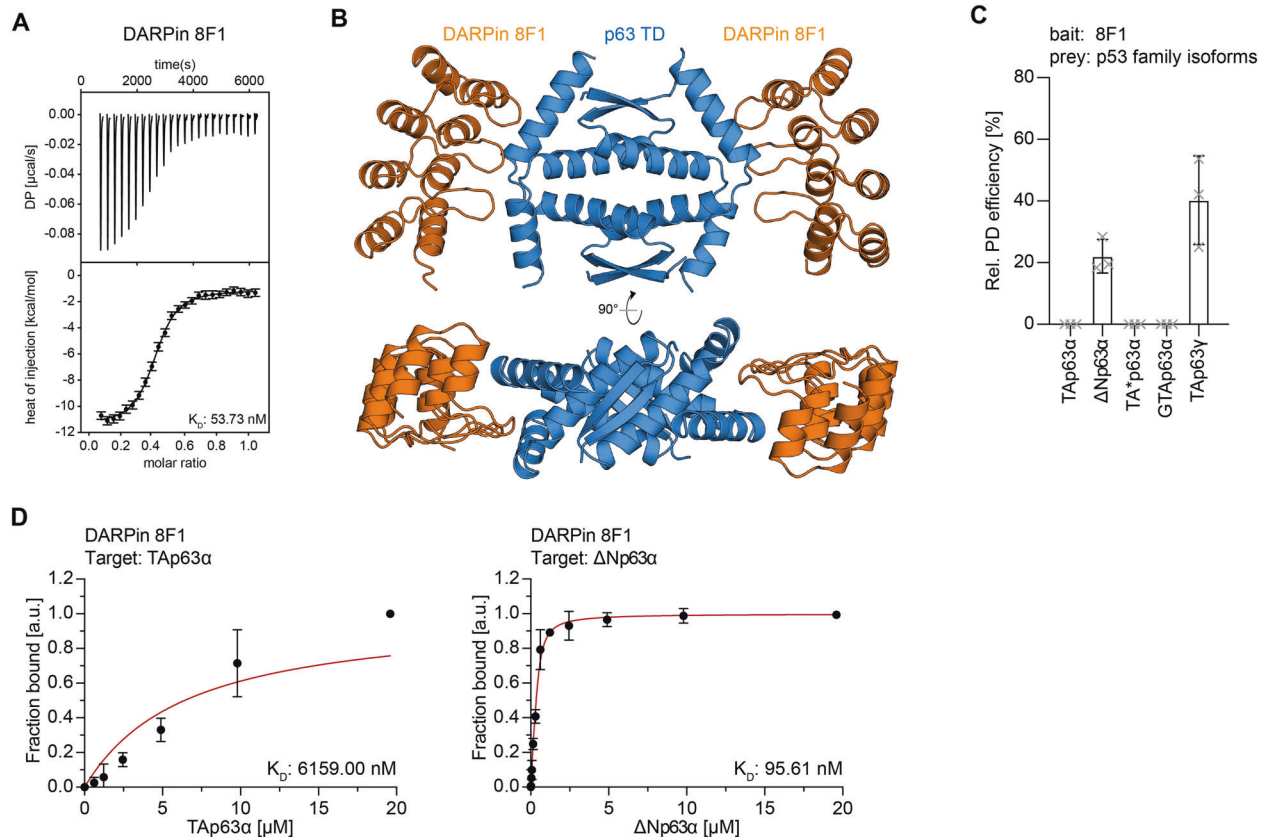 A
DARPin 8F1
time(s)
0 2000 4000 6000
0.00
-0.02
-0.04
-0.06
-0.08
DP [µcal/s]
0
-2
-4
-6
-8
-10
-12
heat of injection [kcal/mol]
K_D: 53.73 nM
0.0 0.2 0.4 0.6 0.8 1.0
molar ratio
B
DARPin 8F1 p63 TD DARPin 8F1
90°
C
bait: 8F1
prey: p53 family isoforms
80
60
40
20
0
Rel. PD efficiency [%]
TAp63α
ΔNp63α
TA*p63α
GTAp63α
TAp63γ
D
DARPin 8F1
Target: TAp63α
1.2
1.0
0.8
0.6
0.4
0.2
0.0
Fraction bound [a.u.]
K_D: 6159.00 nM
0 5 10 15 20
TAp63α [µM]
DARPin 8F1
Target: ΔNp63α
1.2
1.0
0.8
0.6
0.4
0.2
0.0
Fraction bound [a.u.]
K_D: 95.61 nM
0 5 10 15 20
ΔNp63α [µM]